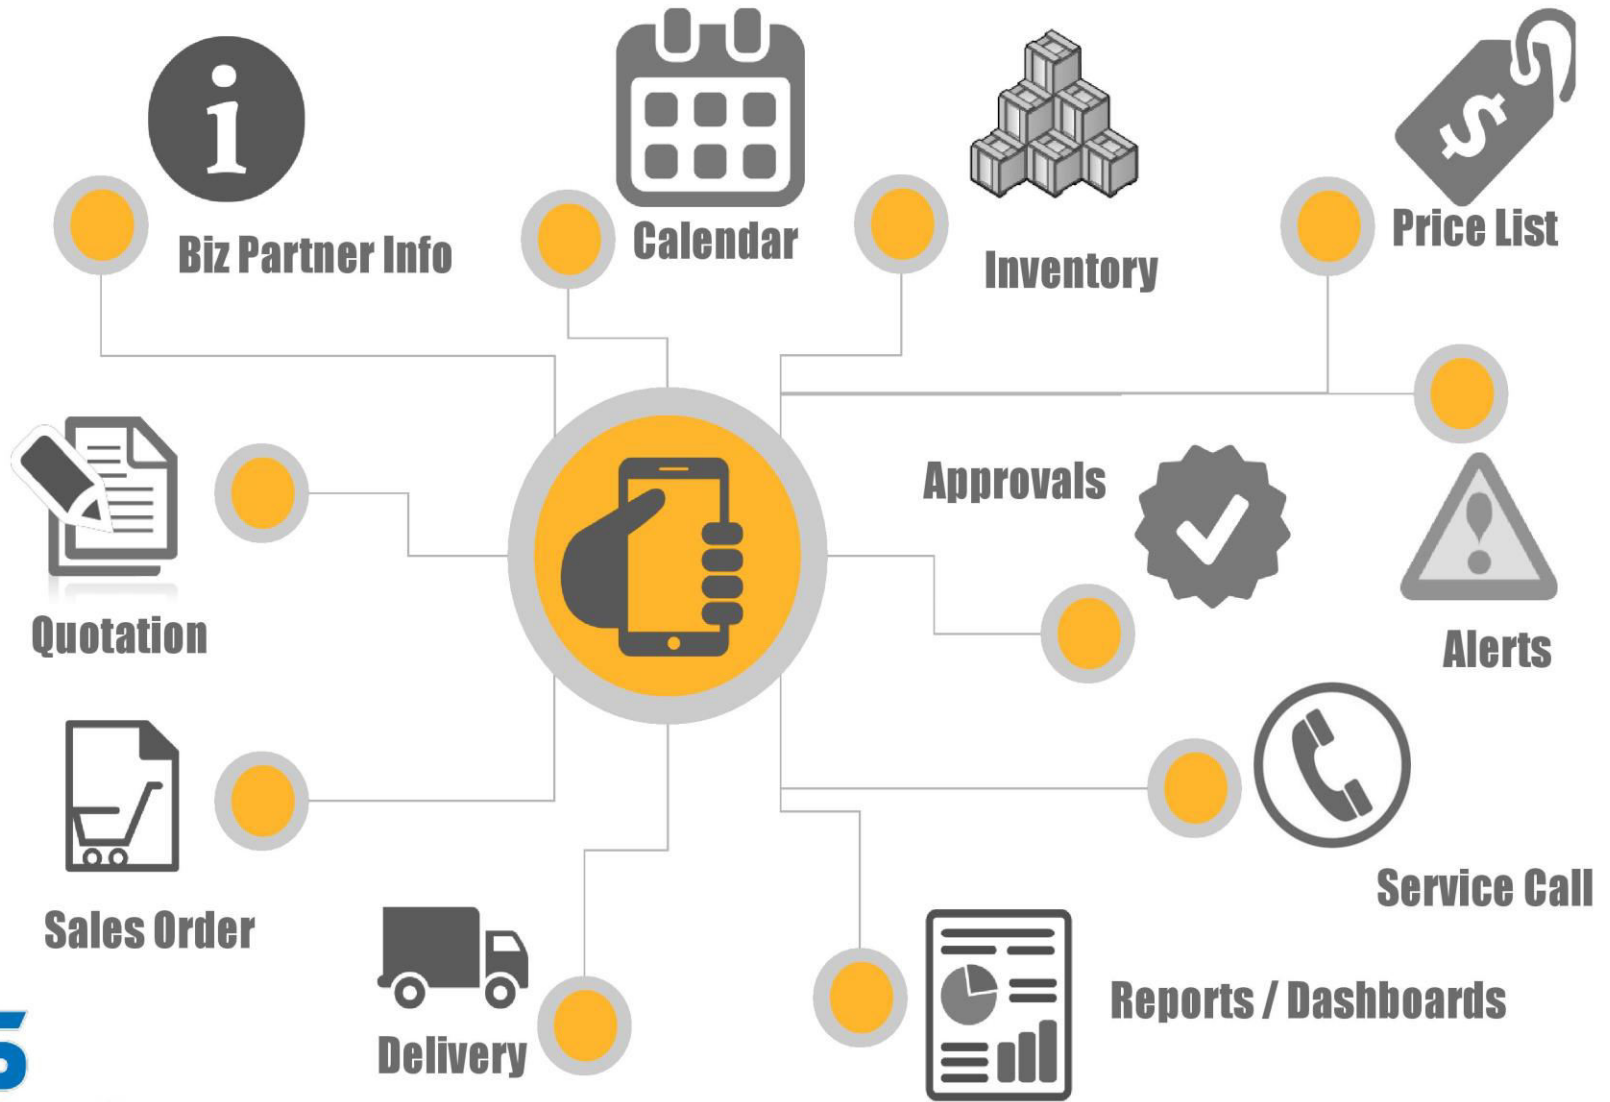 Biz Partner Info
Calendar
Inventory
Price List
Approvals
Quotation
Alerts
Service Call
Sales Order
Reports / Dashboards
Delivery